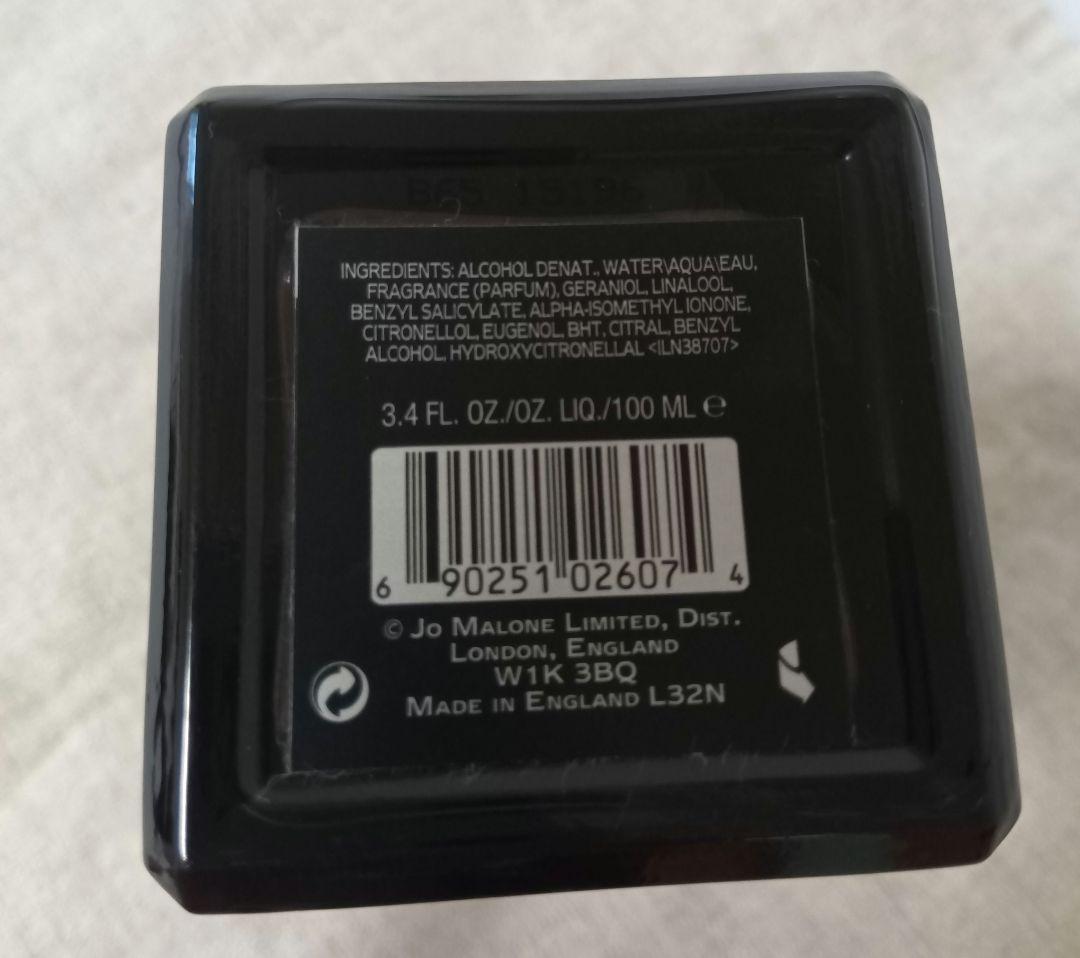 INGREDIENTS: ALCOHOL DENAT., WATER\AQUA\EAU,
FRAGRANCE (PARFUM), GERANIOL, LINALOOL,
BENZYL SALICYLATE, ALPHA-ISOMETHYL IONONE,
CITRONELLOL, EUGENOL, BHT, CITRAL, BENZYL
ALCOHOL, HYDROXYCITRONELLAL <ILN38707>
3.4 FL. OZ./OZ. LIQ./100 ML ℮
6 90251 02607 4
© JO MALONE LIMITED, DIST.
LONDON, ENGLAND
W1K 3BQ
MADE IN ENGLAND L32N